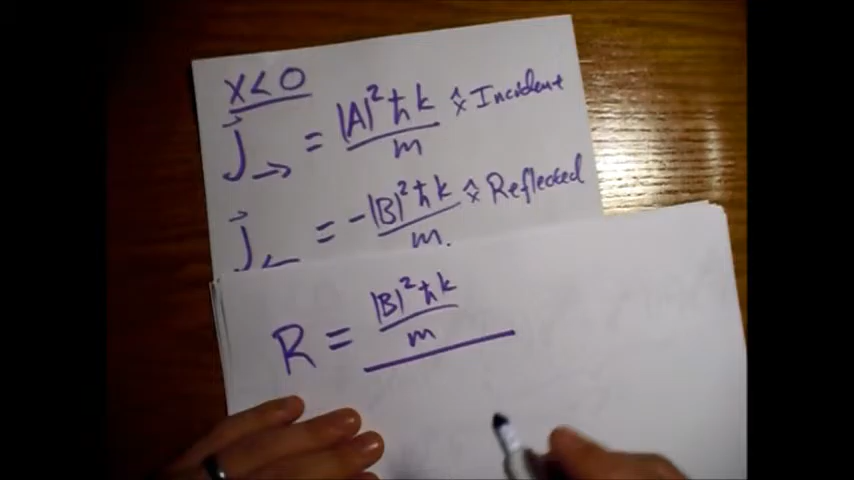 x<0
j→ = |A|²ħk/m x̂ Incident
j← = -|B|²ħk/m x̂ Reflected
R = |B|²ħk/m